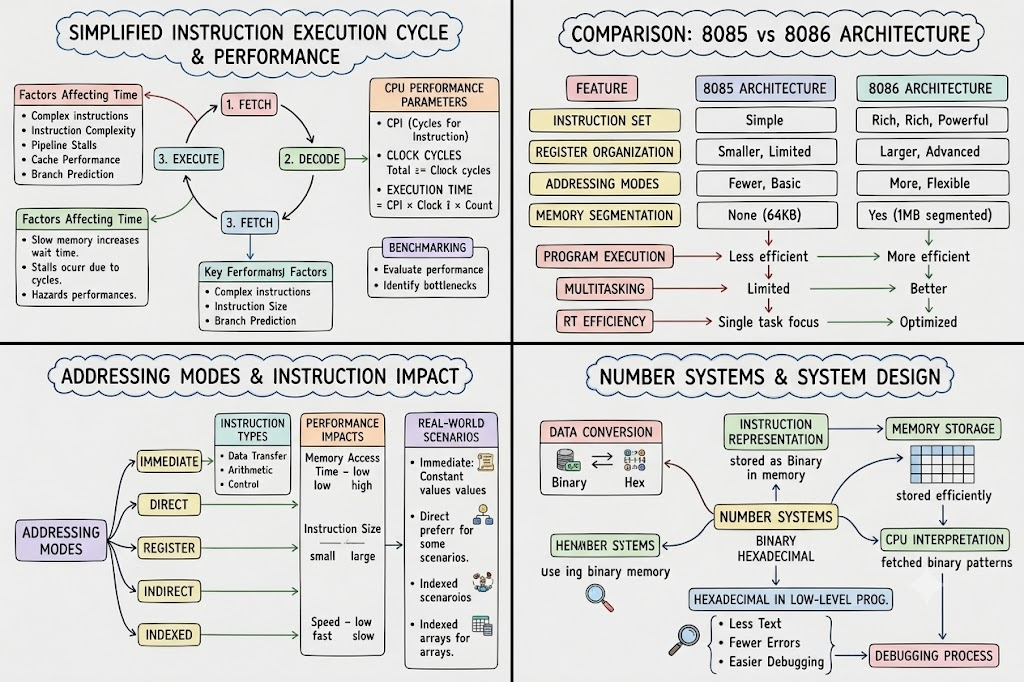 SIMPLIFIED INSTRUCTION EXECUTION CYCLE
& PERFORMANCE
Factors Affecting Time
• Complex instructions
• Instruction Complexity
• Pipeline Stalls
• Cache Performance
• Branch Prediction
1. FETCH
2. DECODE
3. EXECUTE
3. FETCH
CPU PERFORMANCE
PARAMETERS
• CPI (Cycles for
Instruction)
• CLOCK CYCLES
Total = Clock cycles
• EXECUTION TIME
= CPI × Clock × Count
Factors Affecting Time
• Slow memory increases
wait time.
• Stalls ocurr due to
cycles.
• Hazards performances.
Key Factors
• Complex instructions
• Instruction Size
• Branch Prediction
BENCHMARKING
• Evaluate performance
• Identify bottlenecks
COMPARISON: 8085 vs 8086 ARCHITECTURE
FEATURE
8085 ARCHITECTURE
8086 ARCHITECTURE
INSTRUCTION SET
Simple
Rich, Rich, Powerful
REGISTER ORGANIZATION
Smaller, Limited
Larger, Advanced
ADDRESSING MODES
Fewer, Basic
More, Flexible
MEMORY SEGMENTATION
None (64KB)
Yes (1MB segmented)
PROGRAM EXECUTION
Less efficient
More efficient
MULTITASKING
Limited
Better
RT EFFICIENCY
Single task focus
Optimized
ADDRESSING MODES & INSTRUCTION IMPACT
ADDRESSING
MODES
IMMEDIATE
DIRECT
REGISTER
INDIRECT
INDEXED
INSTRUCTION
TYPES
• Data Transfer
• Arithmetic
• Control
PERFORMANCE
IMPACTS
Memory Access
Time – low
low high
Instruction Size
small large
Speed – low
fast slow
REAL-WORLD
SCENARIOS
• Immediate:
Constant
values values
• Direct
prefer for
some
scenarios.
• Indexed
scenaroios
• Indexed
arrays for
arrays.
NUMBER SYSTEMS & SYSTEM DESIGN
DATA CONVERSION
Binary
Hex
INSTRUCTION
REPRESENTATION
stored as Binary
in memory
MEMORY STORAGE
stored efficiently
NUMBER SYSTEMS
BINARY
HEXADECIMAL
CPU INTERPRETATION
fetched binary patterns
use ing binary memory
HEXADECIMAL IN LOW-LEVEL PROG.
• Less Text
• Fewer Errors
• Easier Debugging
DEBUGGING PROCESS